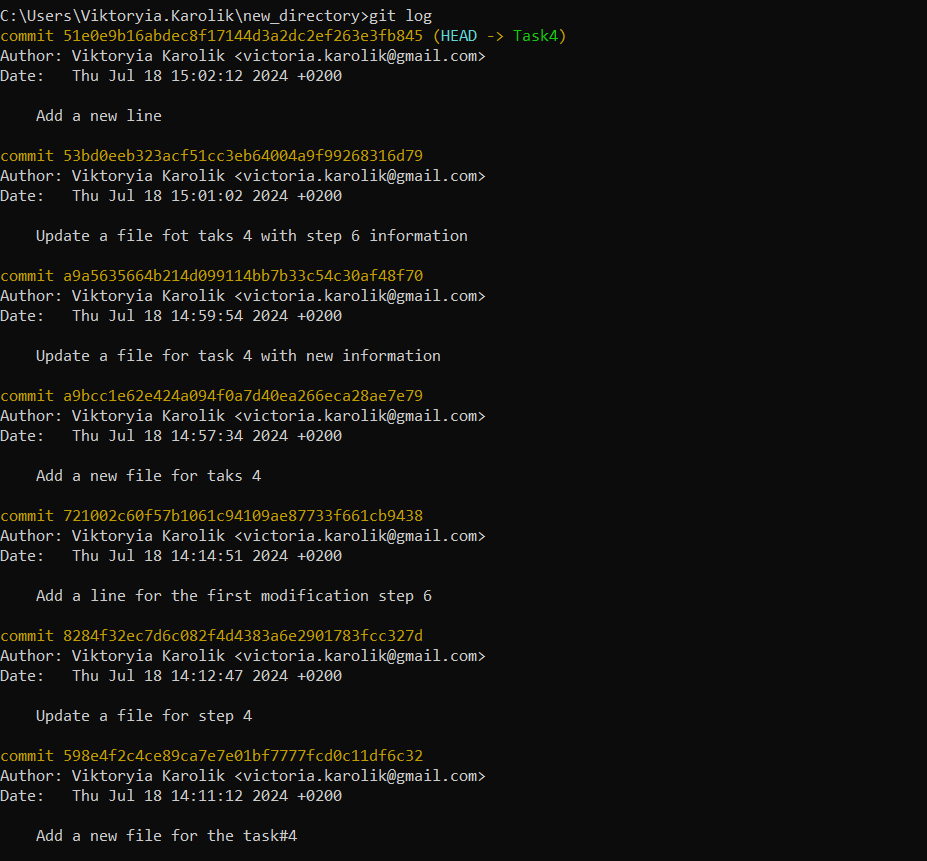 C:\Users\Viktoryia.Karolik\new_directory>git log
commit 51e0e9b16abdec8f17144d3a2dc2ef263e3fb845 (HEAD -> Task4)
Author: Viktoryia Karolik <victoria.karolik@gmail.com>
Date:   Thu Jul 18 15:02:12 2024 +0200
    Add a new line
commit 53bd0eeb323acf51cc3eb64004a9f99268316d79
Author: Viktoryia Karolik <victoria.karolik@gmail.com>
Date:   Thu Jul 18 15:01:02 2024 +0200
    Update a file fot taks 4 with step 6 information
commit a9a5635664b214d099114bb7b33c54c30af48f70
Author: Viktoryia Karolik <victoria.karolik@gmail.com>
Date:   Thu Jul 18 14:59:54 2024 +0200
    Update a file for task 4 with new information
commit a9bcc1e62e424a094f0a7d40ea266eca28ae7e79
Author: Viktoryia Karolik <victoria.karolik@gmail.com>
Date:   Thu Jul 18 14:57:34 2024 +0200
    Add a new file for taks 4
commit 721002c60f57b1061c94109ae87733f661cb9438
Author: Viktoryia Karolik <victoria.karolik@gmail.com>
Date:   Thu Jul 18 14:14:51 2024 +0200
    Add a line for the first modification step 6
commit 8284f32ec7d6c082f4d4383a6e2901783fcc327d
Author: Viktoryia Karolik <victoria.karolik@gmail.com>
Date:   Thu Jul 18 14:12:47 2024 +0200
    Update a file for step 4
commit 598e4f2c4ce89ca7e7e01bf7777fcd0c11df6c32
Author: Viktoryia Karolik <victoria.karolik@gmail.com>
Date:   Thu Jul 18 14:11:12 2024 +0200
    Add a new file for the task#4